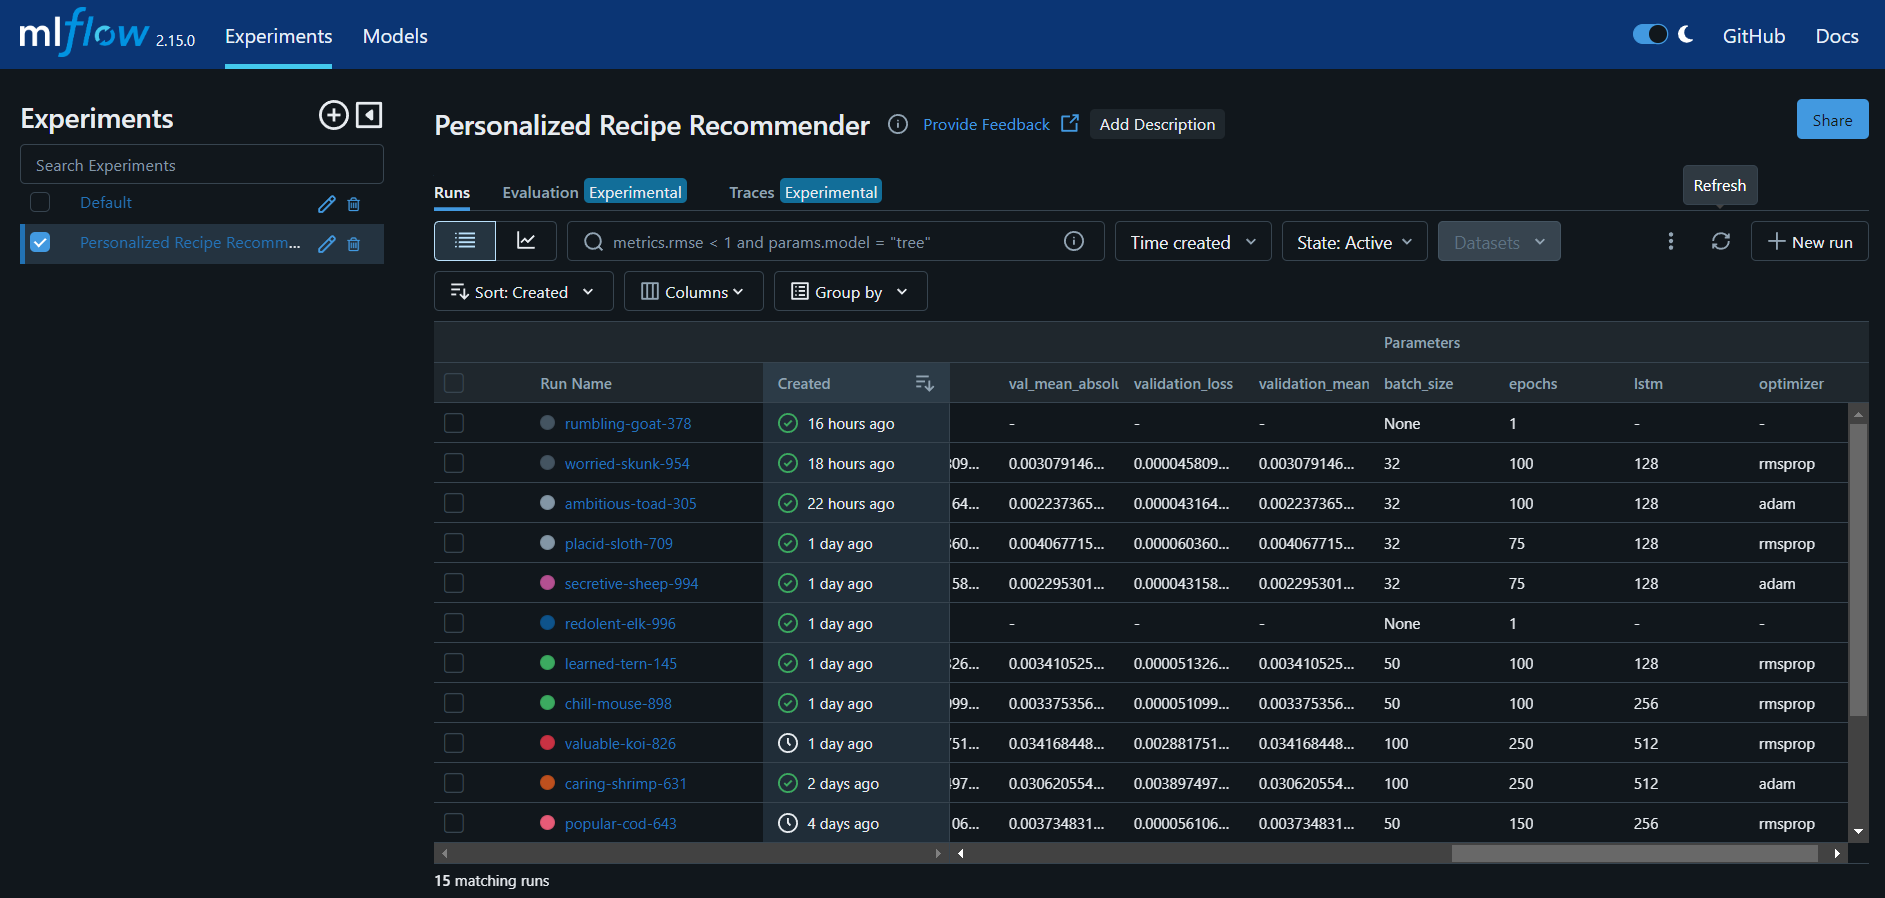 mlflow 2.15.0 Experiments Models GitHub Docs
Experiments
Search Experiments
Default
Personalized Recipe Recomm...
Personalized Recipe Recommender Provide Feedback Add Description Share
Refresh
Runs Evaluation Experimental Traces Experimental
metrics.rmse < 1 and params.model = "tree" Time created State: Active Datasets New run
Sort: Created Columns Group by
Parameters
Run Name Created val_mean_absolu validation_loss validation_mean batch_size epochs lstm optimizer
rumbling-goat-378 16 hours ago - - - None 1 - -
worried-skunk-954 18 hours ago 809... 0.003079146... 0.000045809... 0.003079146... 32 100 128 rmsprop
ambitious-toad-305 22 hours ago 64... 0.002237365... 0.000043164... 0.002237365... 32 100 128 adam
placid-sloth-709 1 day ago 360... 0.004067715... 0.000060360... 0.004067715... 32 75 128 rmsprop
secretive-sheep-994 1 day ago 58... 0.002295301... 0.000043158... 0.002295301... 32 75 128 adam
redolent-elk-996 1 day ago - - - None 1 - -
learned-tern-145 1 day ago 326... 0.003410525... 0.000051326... 0.003410525... 50 100 128 rmsprop
chill-mouse-898 1 day ago 099... 0.003375356... 0.000051099... 0.003375356... 50 100 256 rmsprop
valuable-koi-826 1 day ago 751... 0.034168448... 0.002881751... 0.034168448... 100 250 512 rmsprop
caring-shrimp-631 2 days ago 497... 0.030620554... 0.003897497... 0.030620554... 100 250 512 adam
popular-cod-643 4 days ago 06... 0.003734831... 0.000056106... 0.003734831... 50 150 256 rmsprop
15 matching runs